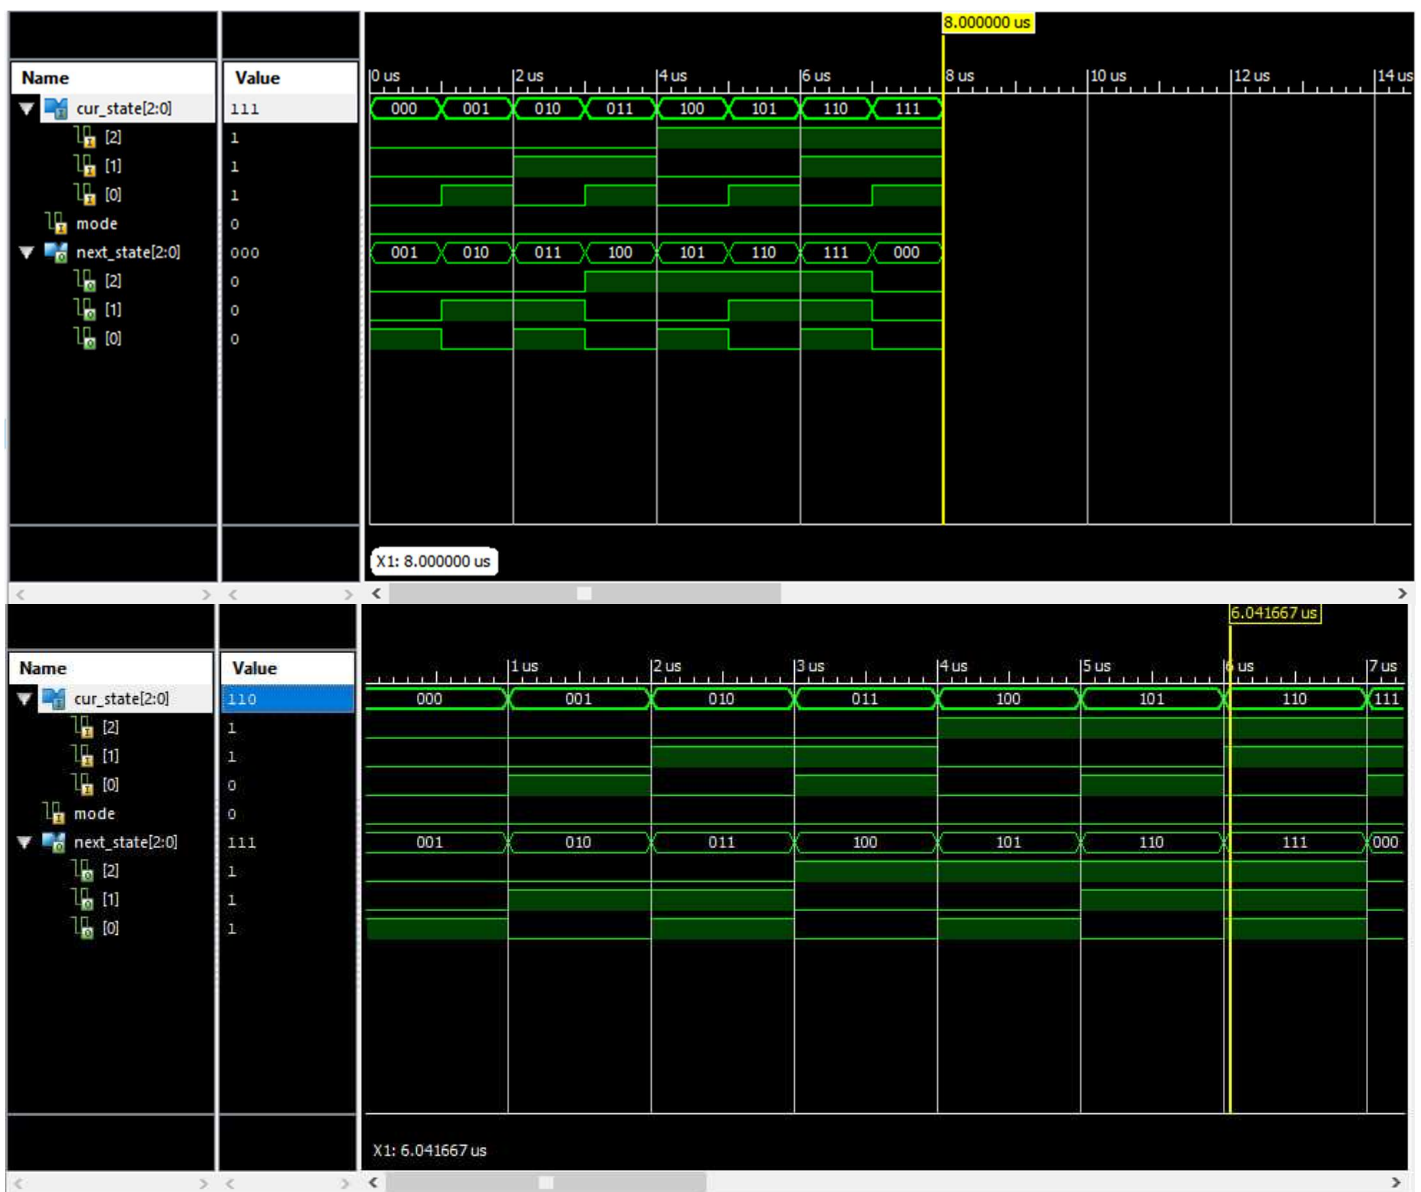 8.000000 us
Name Value 0 us 2 us 4 us 6 us 8 us 10 us 12 us 14 us
cur_state[2:0] 111 000 001 010 011 100 101 110 111
[2] 1
[1] 1
[0] 1
mode 0
next_state[2:0] 000 001 010 011 100 101 110 111 000
[2] 0
[1] 0
[0] 0
X1: 8.000000 us
6.041667 us
Name Value 1 us 2 us 3 us 4 us 5 us 6 us 7 us
cur_state[2:0] 110 000 001 010 011 100 101 110 111
[2] 1
[1] 1
[0] 0
mode 0
next_state[2:0] 111 001 010 011 100 101 110 111 000
[2] 1
[1] 1
[0] 1
X1: 6.041667 us